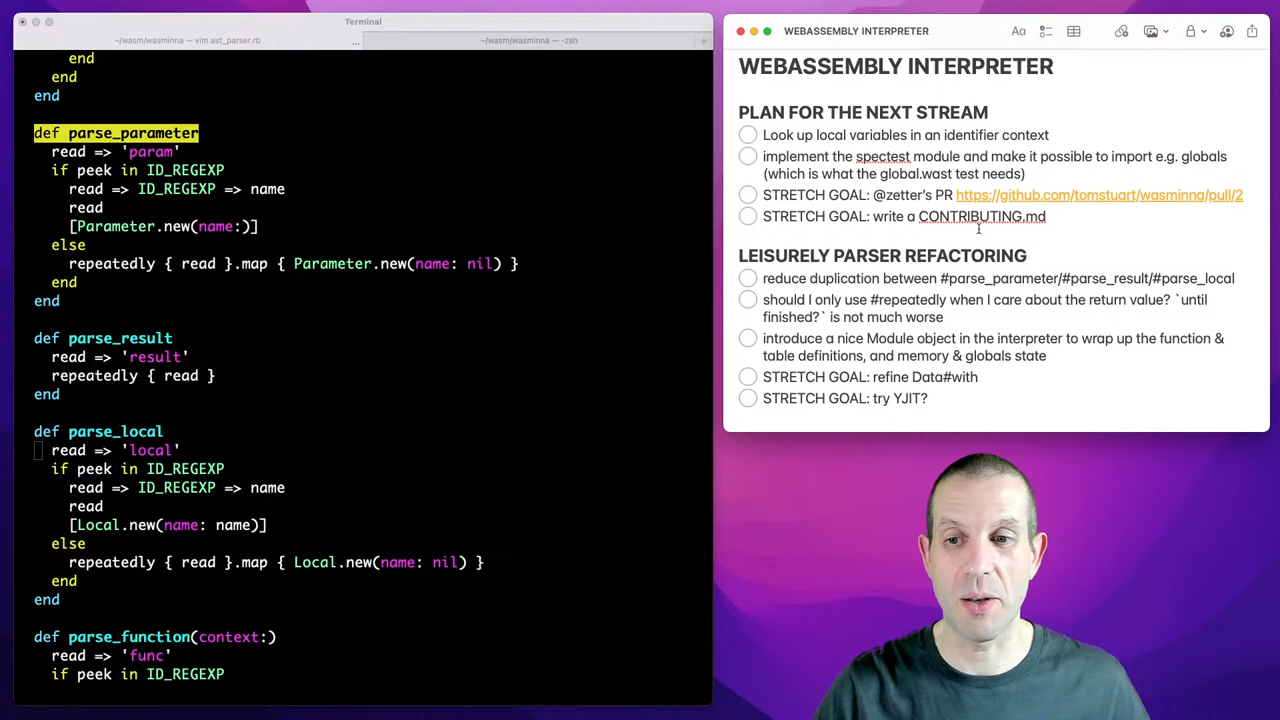 Terminal
~/wasm/wasminna — vim ast_parser.rb
...
~/wasm/wasminna — -zsh
+
end
end
end
def parse_parameter
read => 'param'
if peek in ID_REGEXP
read => ID_REGEXP => name
read
[Parameter.new(name:)]
else
repeatedly { read }.map { Parameter.new(name: nil) }
end
end
def parse_result
read => 'result'
repeatedly { read }
end
def parse_local
read => 'local'
if peek in ID_REGEXP
read => ID_REGEXP => name
read
[Local.new(name: name)]
else
repeatedly { read }.map { Local.new(name: nil) }
end
end
def parse_function(context:)
read => 'func'
if peek in ID_REGEXP
WEBASSEMBLY INTERPRETER
Aa
WEBASSEMBLY INTERPRETER
PLAN FOR THE NEXT STREAM
Look up local variables in an identifier context
implement the spectest module and make it possible to import e.g. globals
(which is what the global.wast test needs)
STRETCH GOAL: @zetter’s PR https://github.com/tomstuart/wasminna/pull/2
STRETCH GOAL: write a CONTRIBUTING.md
LEISURELY PARSER REFACTORING
reduce duplication between #parse_parameter/#parse_result/#parse_local
should I only use #repeatedly when I care about the return value? `until
finished?` is not much worse
introduce a nice Module object in the interpreter to wrap up the function &
table definitions, and memory & globals state
STRETCH GOAL: refine Data#with
STRETCH GOAL: try YJIT?